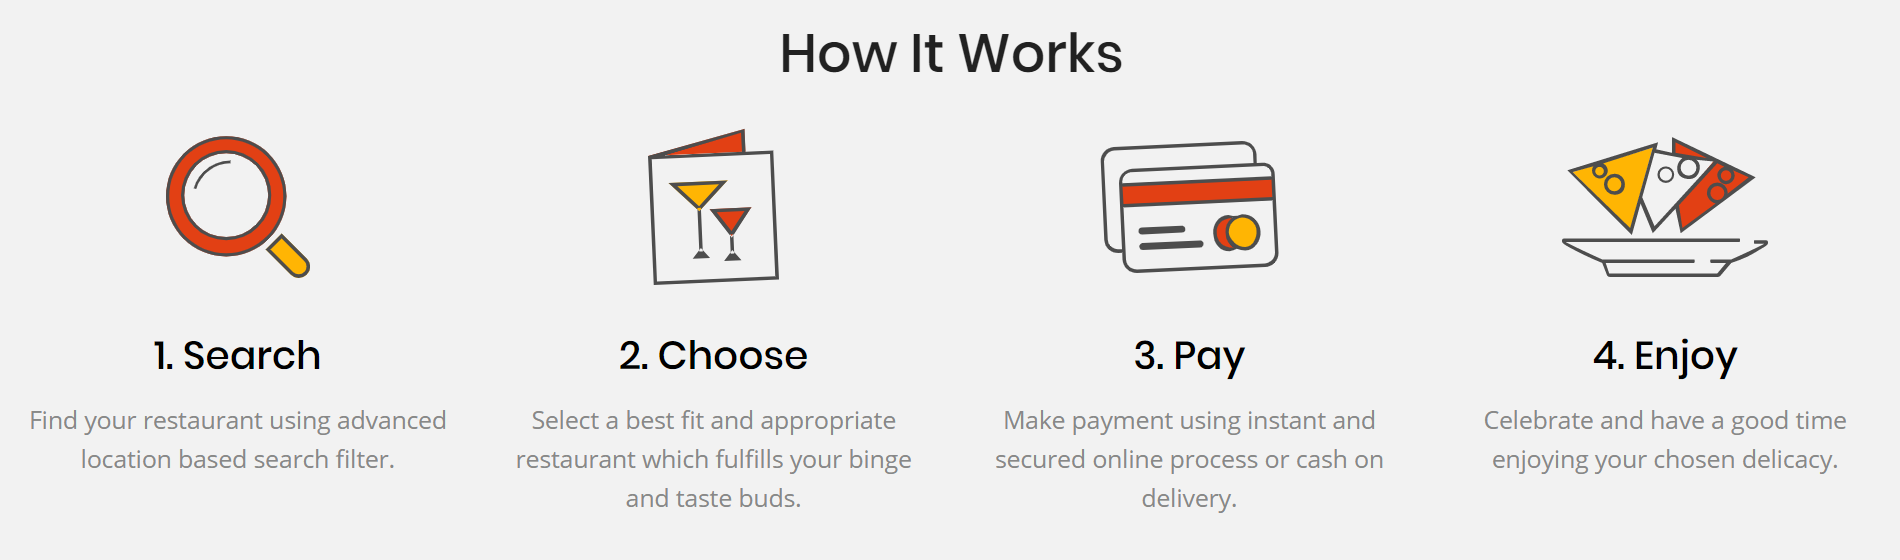 How It Works
1. Search
Find your restaurant using advanced
location based search filter.
2. Choose
Select a best fit and appropriate
restaurant which fulfills your binge
and taste buds.
3. Pay
Make payment using instant and
secured online process or cash on
delivery.
4. Enjoy
Celebrate and have a good time
enjoying your chosen delicacy.